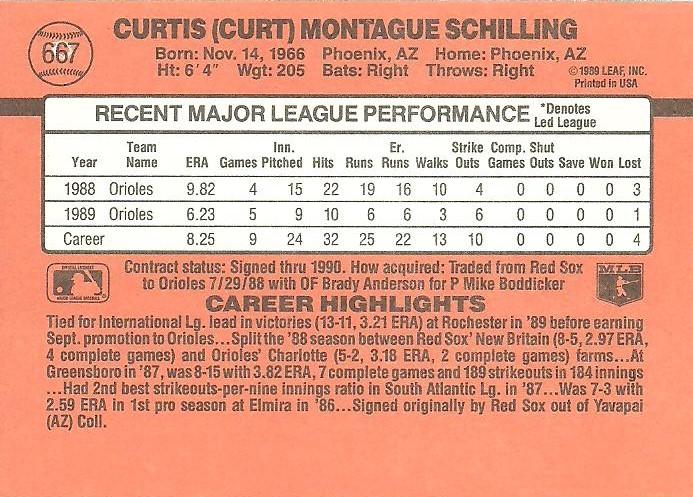 667
CURTIS (CURT) MONTAGUE SCHILLING
Born: Nov. 14, 1966 Phoenix, AZ Home: Phoenix, AZ
Ht: 6' 4" Wgt: 205 Bats: Right Throws: Right
©1989 LEAF, INC.
Printed in USA
RECENT MAJOR LEAGUE PERFORMANCE *Denotes Led League
Year Team Name ERA Games Inn. Pitched Hits Runs Er. Runs Walks Strike Outs Comp. Games Shut Outs Save Won Lost
1988 Orioles 9.82 4 15 22 19 16 10 4 0 0 0 0 3
1989 Orioles 6.23 5 9 10 6 6 3 6 0 0 0 0 1
Career 8.25 9 24 32 25 22 13 10 0 0 0 0 4
Contract status: Signed thru 1990. How acquired: Traded from Red Sox
to Orioles 7/29/88 with OF Brady Anderson for P Mike Boddicker
MLB
CAREER HIGHLIGHTS
Tied for International Lg. lead in victories (13-11, 3.21 ERA) at Rochester in '89 before earning
Sept. promotion to Orioles...Split the '88 season between Red Sox' New Britain (8-5, 2.97 ERA,
4 complete games) and Orioles' Charlotte (5-2, 3.18 ERA, 2 complete games) farms...At
Greensboro in '87, was 8-15 with 3.82 ERA, 7 complete games and 189 strikeouts in 184 innings
...Had 2nd best strikeouts-per-nine innings ratio in South Atlantic Lg. in '87...Was 7-3 with
2.59 ERA in 1st pro season at Elmira in '86...Signed originally by Red Sox out of Yavapai
(AZ) Coll.